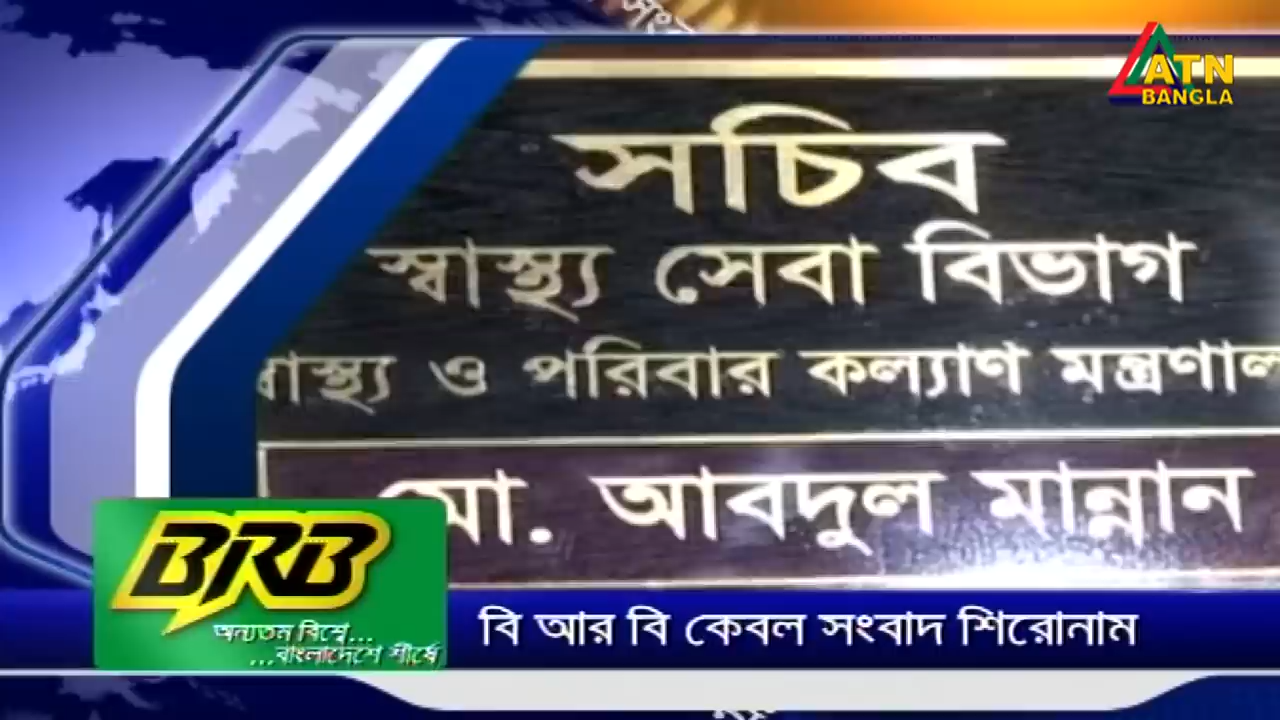 ATN
BANGLA
সচিব
স্বাস্থ্য সেবা বিভাগ
স্বাস্থ্য ও পরিবার কল্যাণ মন্ত্রণাল
মো. আবদুল মান্নান
BRB
অন্যতম বিশ্বে...
...বাংলাদেশে শীর্ষে
বি আর বি কেবল সংবাদ শিরোনাম